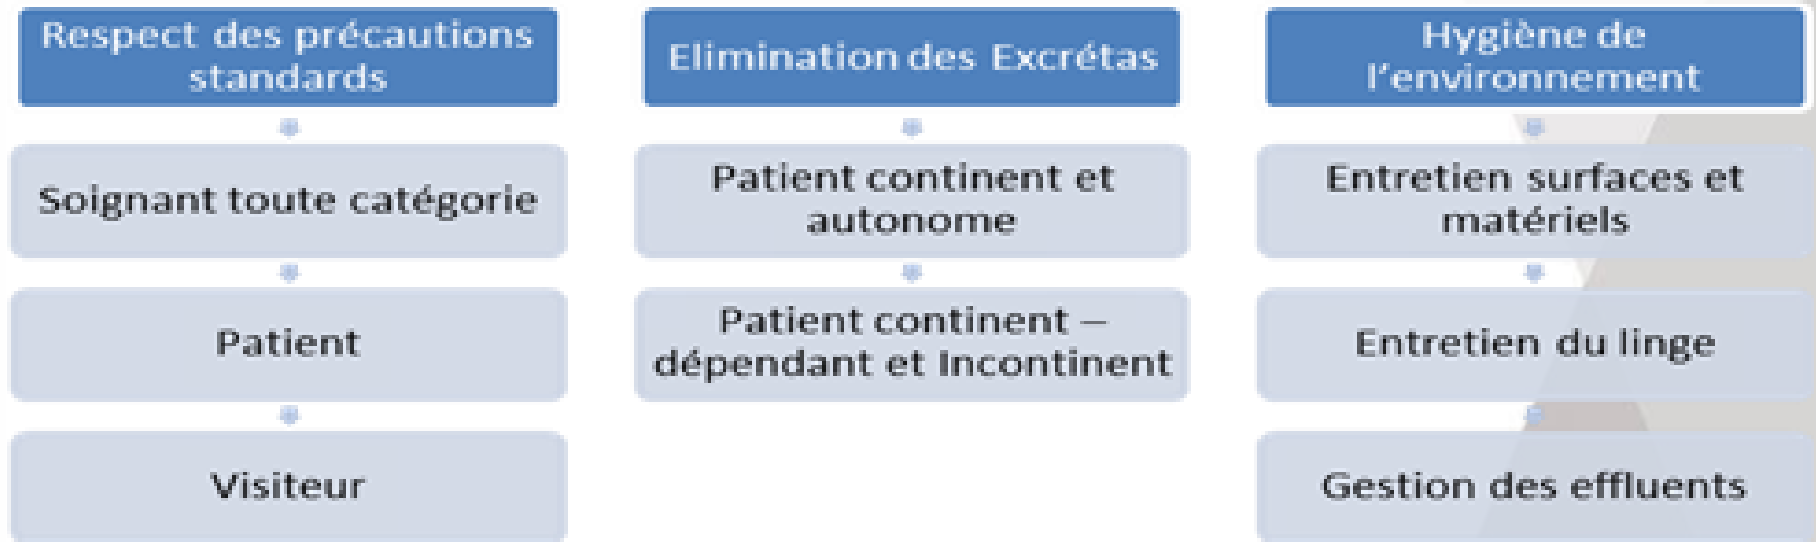 Respect des précautions
standards
Soignant toute catégorie
Patient
Visiteur
Elimination des Excrétas
Patient continent et
autonome
Patient continent –
dépendant et Incontinent
Hygiène de
l'environnement
Entretien surfaces et
matériels
Entretien du linge
Gestion des effluents